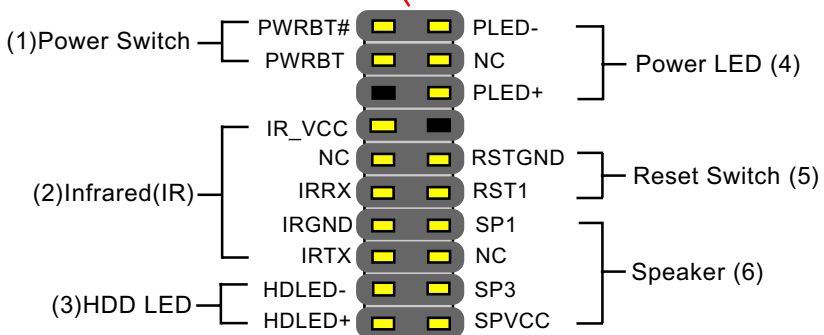 PWRBT# PLED-
(1)Power Switch
PWRBT NC
Power LED (4)
PLED+
IR_VCC
NC RSTGND
Reset Switch (5)
(2)Infrared(IR)
IRRX RST1
IRGND SP1
IRTX NC
Speaker (6)
HDLED- SP3
(3)HDD LED
HDLED+ SPVCC